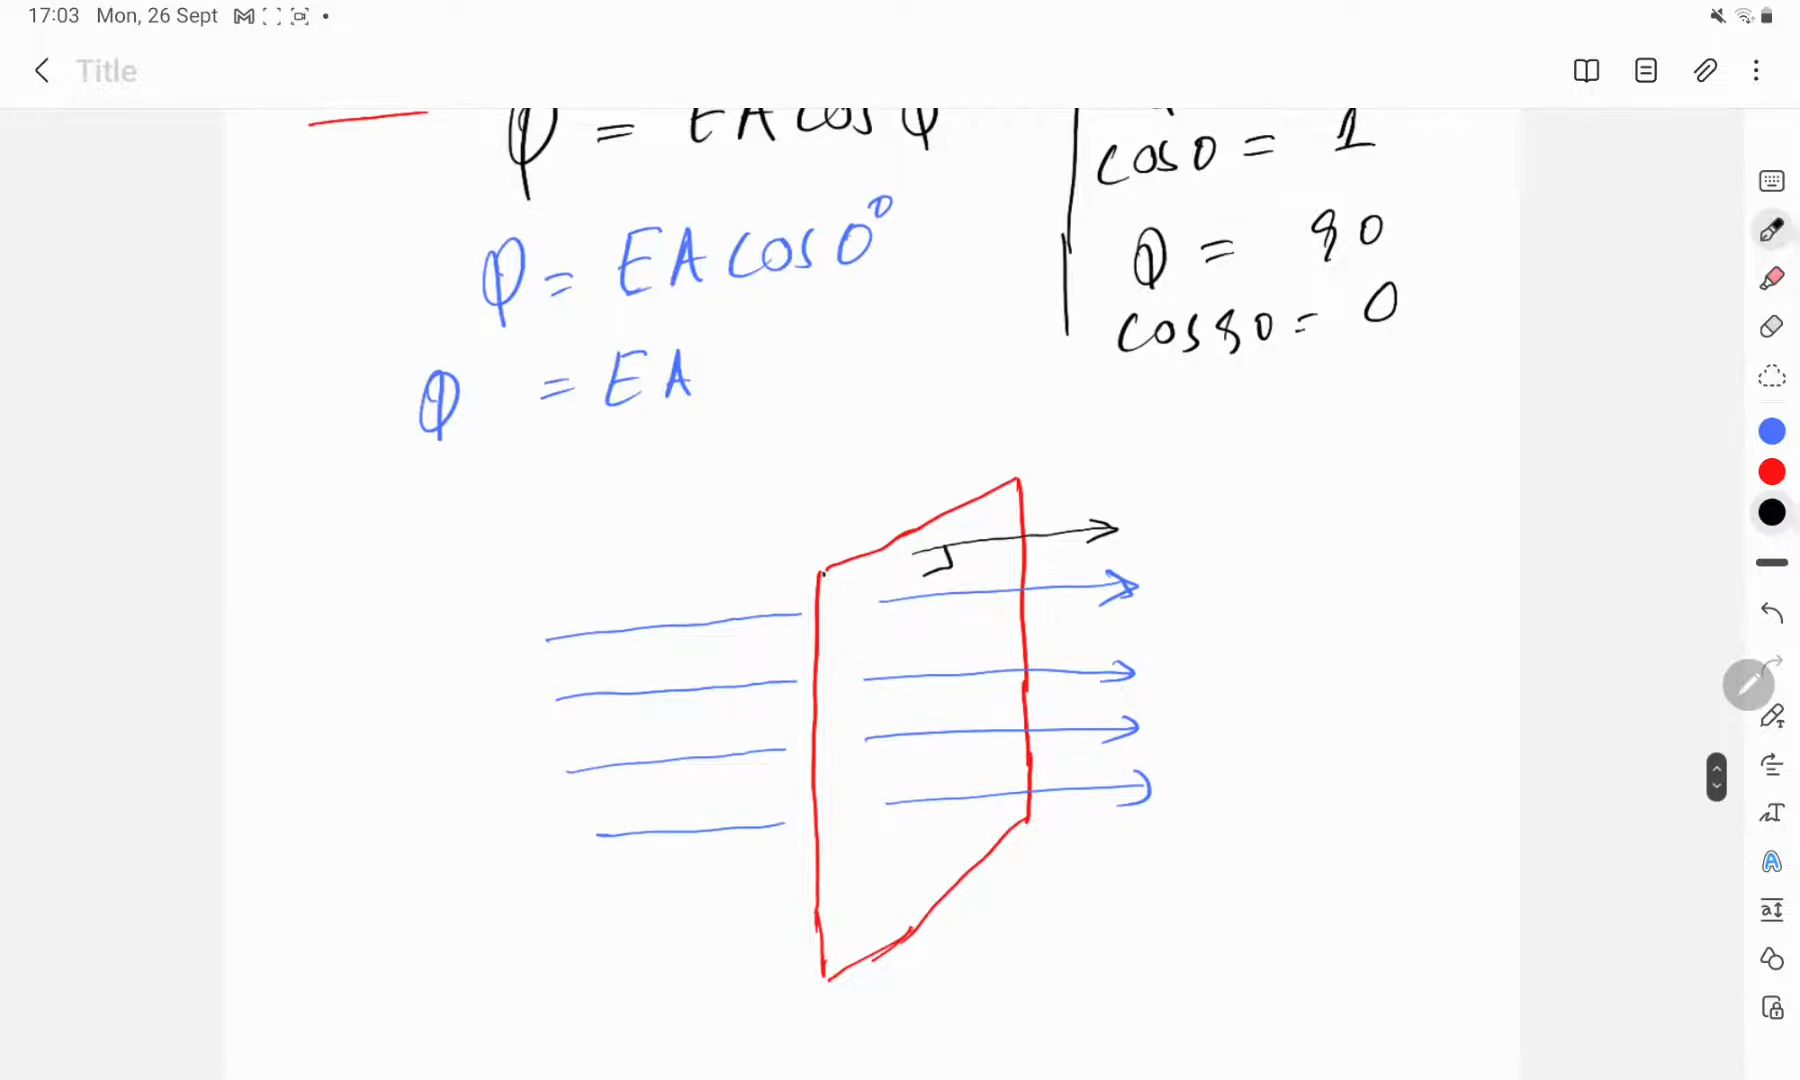 17:03 Mon, 26 Sept
Title
φ = EA cos φ
φ = EA cos 0°
φ = EA
cos 0 = 1
φ = 90
cos 90 = 0